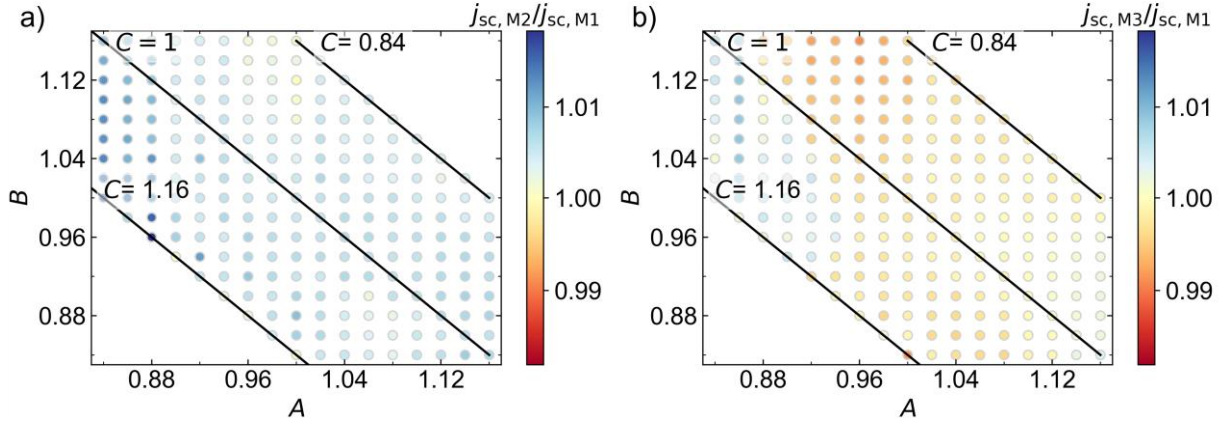 a)
j_sc, M2/j_sc, M1
C = 1
C = 0.84
C = 1.16
1.12
1.04
0.96
0.88
B
0.88
0.96
1.04
1.12
A
1.01
1.00
0.99
b)
j_sc, M3/j_sc, M1
C = 1
C = 0.84
C = 1.16
1.12
1.04
0.96
0.88
B
0.88
0.96
1.04
1.12
A
1.01
1.00
0.99